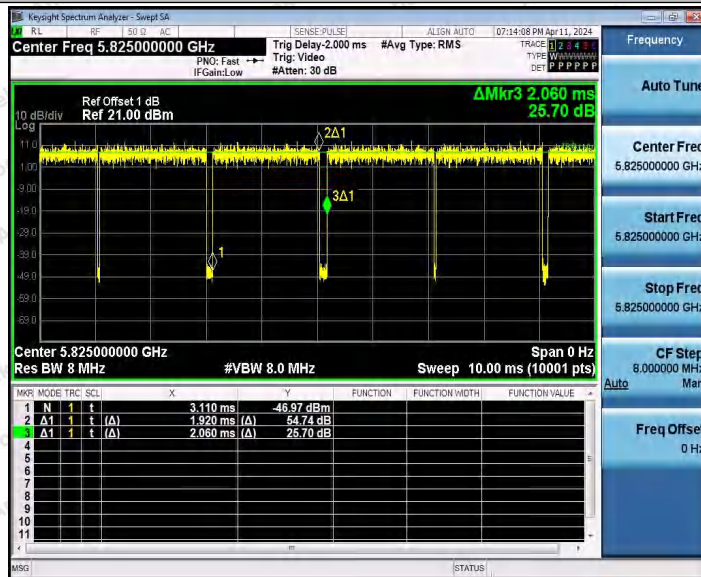 Keysight Spectrum Analyzer - Swept SA
RL RF 50 Ω AC SENSE:PULSE ALIGN AUTO 07:14:08 PM Apr 11, 2024
Center Freq 5.825000000 GHz
PNO: Fast
IFGain:Low
Trig Delay-2.000 ms
Trig: Video
#Atten: 30 dB
#Avg Type: RMS
TRACE 1 2 3 4 5 6
TYPE
DET P P P P P P
10 dB/div
Log
Ref Offset 1 dB
Ref 21.00 dBm
ΔMkr3 2.060 ms
25.70 dB
11.0
1.00
-9.00
-19.0
-29.0
-39.0
-49.0
-59.0
-69.0
2Δ1
3Δ1
1
Center 5.825000000 GHz Span 0 Hz
Res BW 8 MHz #VBW 8.0 MHz Sweep 10.00 ms (10001 pts)
MKR MODE TRC SCL X Y FUNCTION FUNCTION WIDTH FUNCTION VALUE
1 N 1 t 3.110 ms -46.97 dBm
2 Δ1 1 t (Δ) 1.920 ms (Δ) 54.74 dB
3 Δ1 1 t (Δ) 2.060 ms (Δ) 25.70 dB
4
5
6
7
8
9
10
11
MSG STATUS
Frequency
Auto Tune
Center Freq
5.825000000 GHz
Start Freq
5.825000000 GHz
Stop Freq
5.825000000 GHz
CF Step
8.000000 MHz
Auto Man
Freq Offset
0 Hz